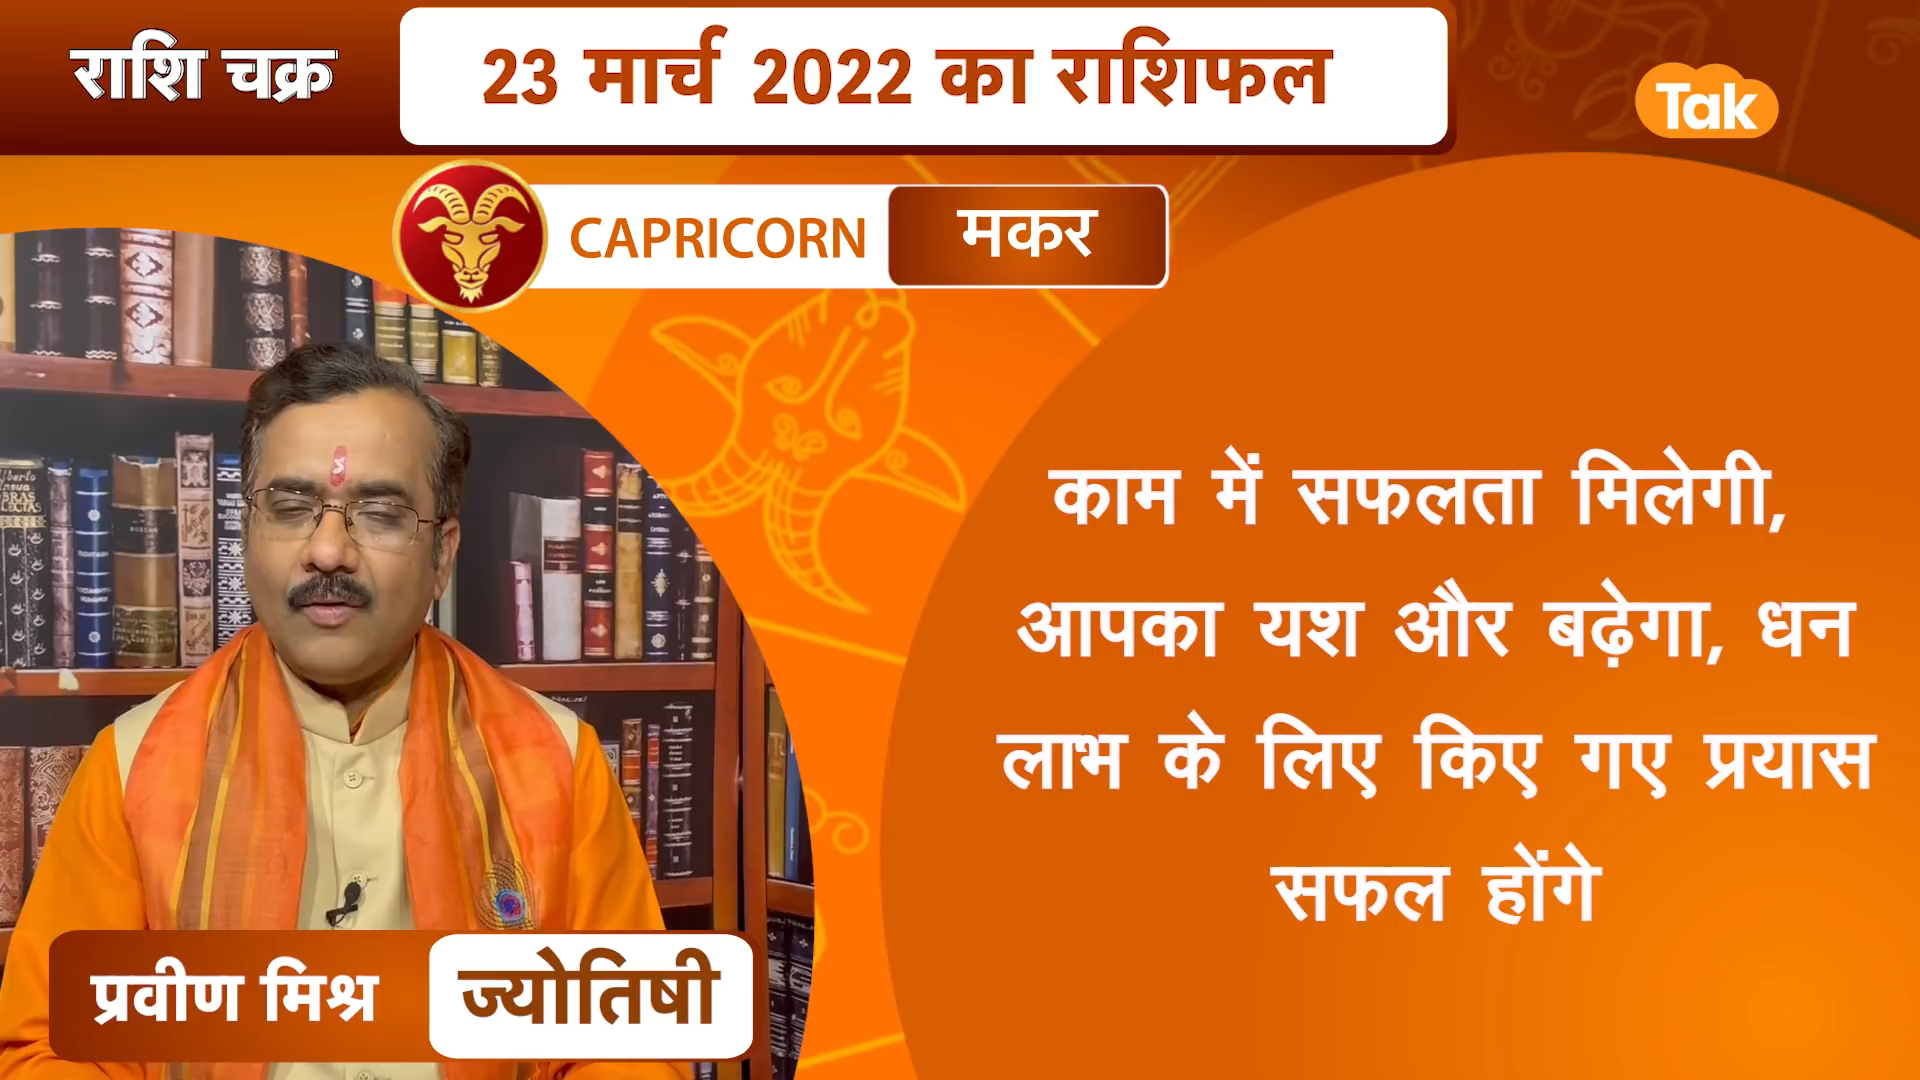 राशि चक्र
23 मार्च 2022 का राशिफल
Tak
CAPRICORN
मकर
काम में सफलता मिलेगी,
आपका यश और बढ़ेगा, धन
लाभ के लिए किए गए प्रयास
सफल होंगे
प्रवीण मिश्र
ज्योतिषी